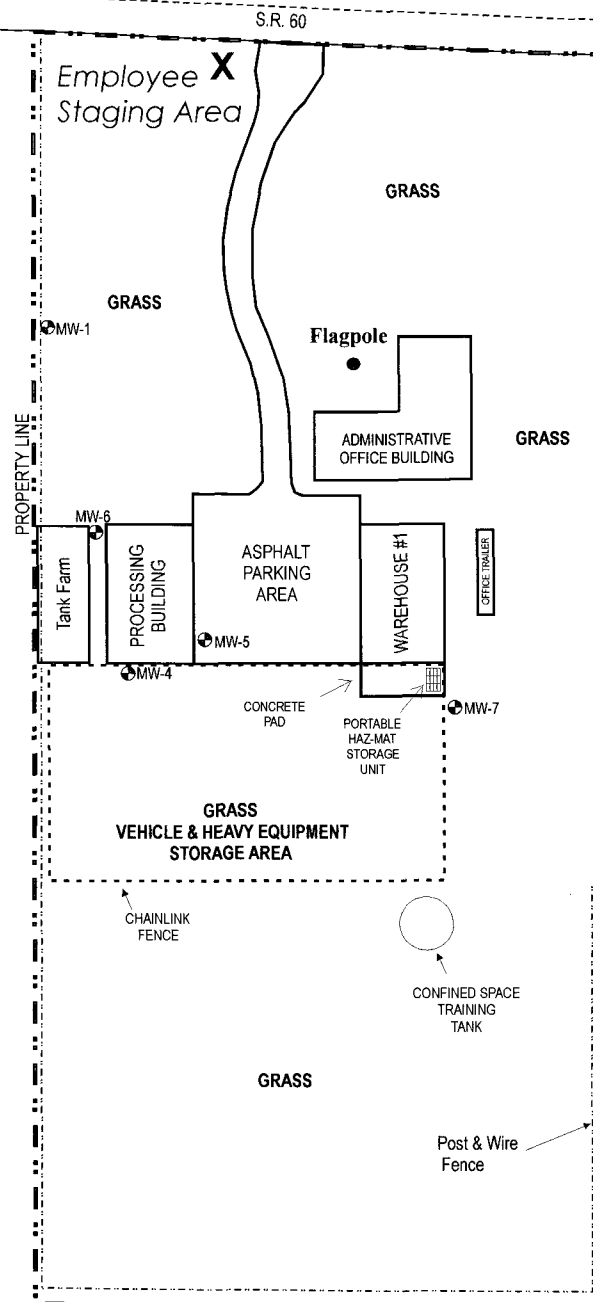 S.R. 60
Employee X
Staging Area
GRASS
GRASS
MW-1
Flagpole
ADMINISTRATIVE
OFFICE BUILDING
GRASS
PROPERTY LINE
MW-6
Tank Farm
PROCESSING
BUILDING
ASPHALT
PARKING
AREA
WAREHOUSE #1
OFFICE TRAILER
MW-5
MW-4
CONCRETE
PAD
PORTABLE
HAZ-MAT
STORAGE
UNIT
MW-7
GRASS
VEHICLE & HEAVY EQUIPMENT
STORAGE AREA
CHAINLINK
FENCE
CONFINED SPACE
TRAINING
TANK
GRASS
Post & Wire
Fence